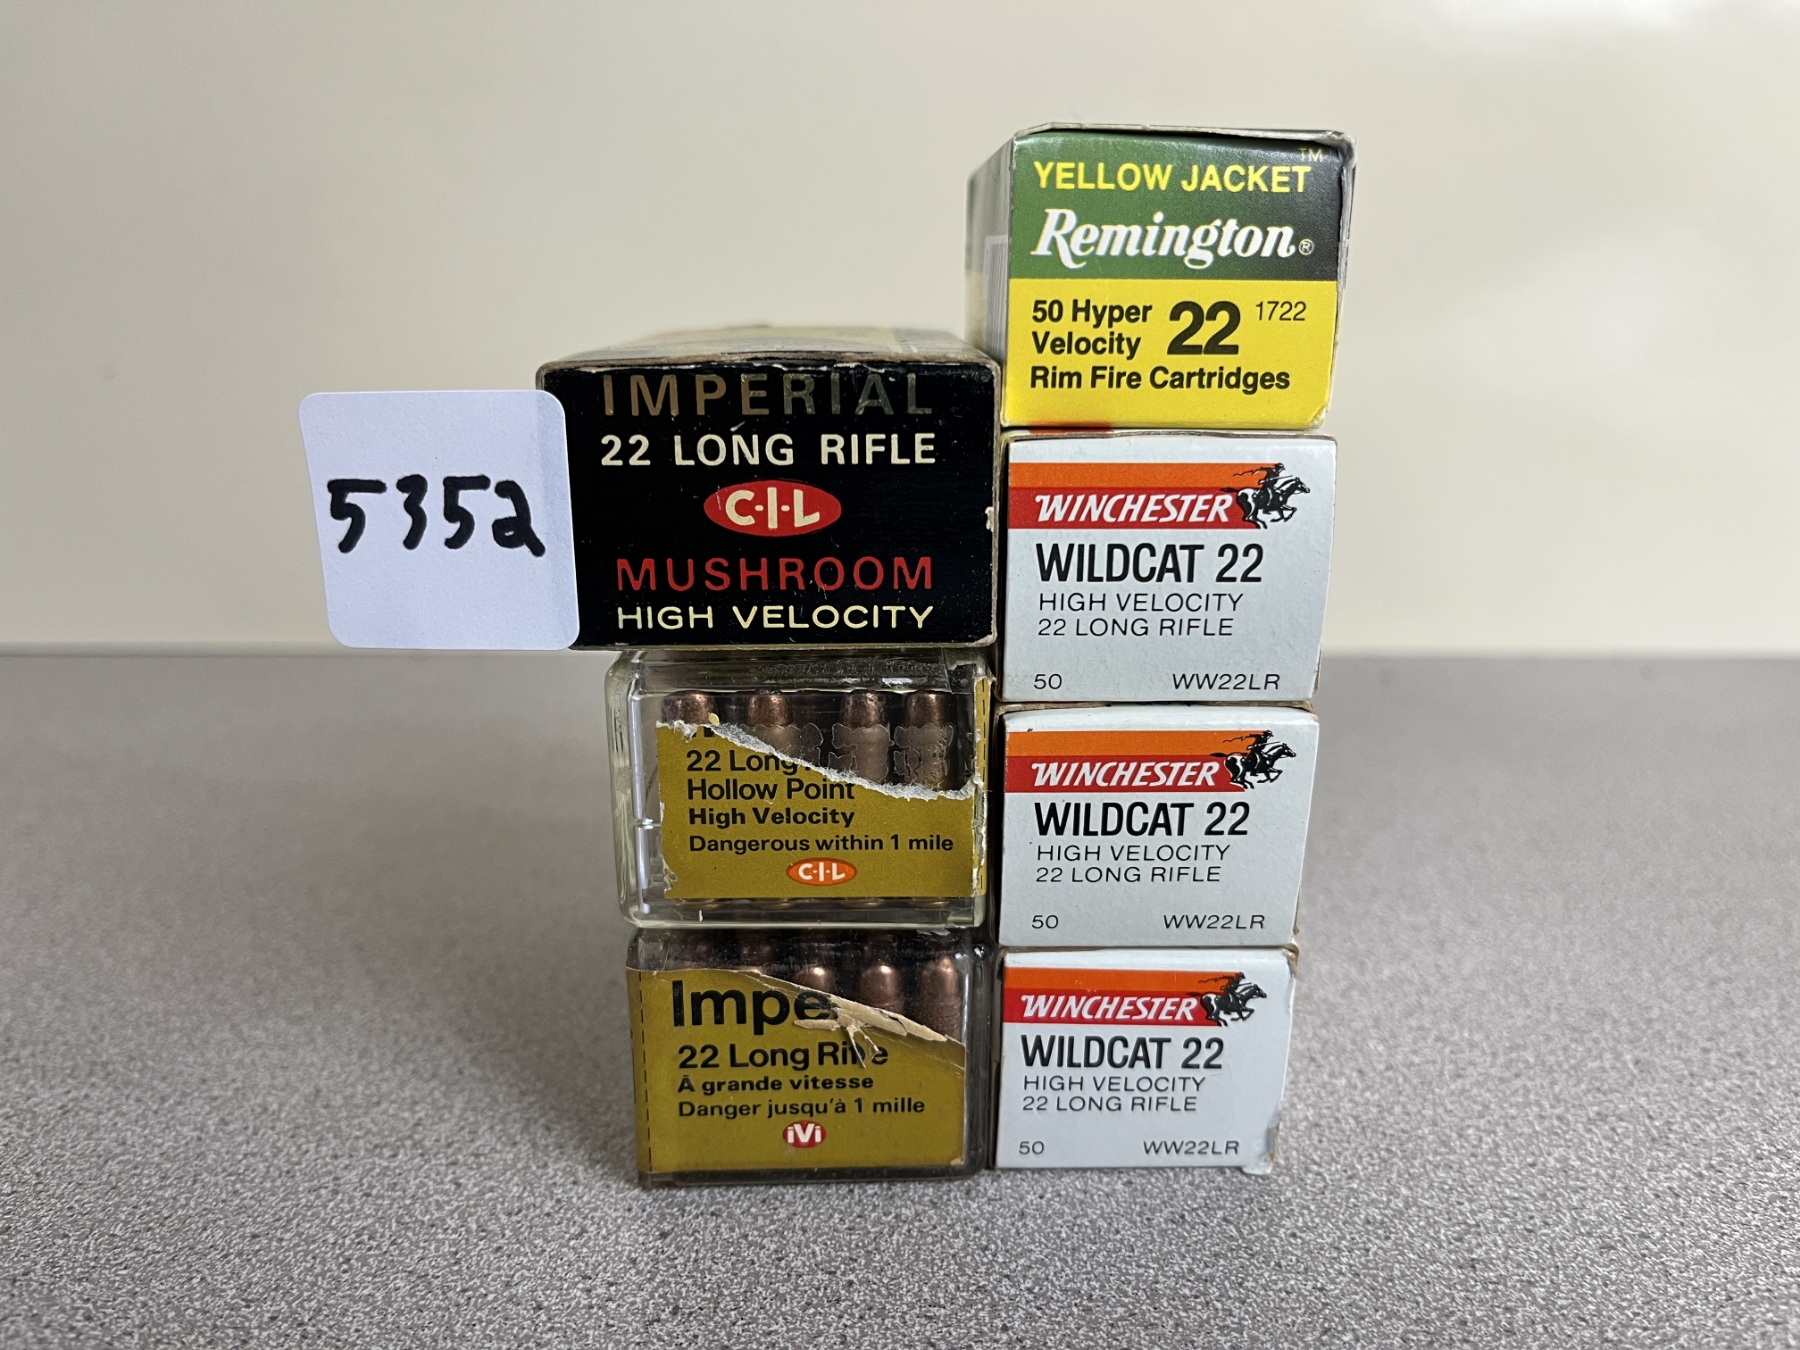 5352
IMPERIAL
22 LONG RIFLE
C·I·L
MUSHROOM
HIGH VELOCITY
22 Long
Hollow Point
High Velocity
Dangerous within 1 mile
C·I·L
Impe
22 Long Rifle
À grande vitesse
Danger jusqu'à 1 mille
iVi
YELLOW JACKET™
Remington®
50 Hyper
Velocity 22 1722
Rim Fire Cartridges
WINCHESTER
WILDCAT 22
HIGH VELOCITY
22 LONG RIFLE
50 WW22LR
WINCHESTER
WILDCAT 22
HIGH VELOCITY
22 LONG RIFLE
50 WW22LR
WINCHESTER
WILDCAT 22
HIGH VELOCITY
22 LONG RIFLE
50 WW22LR